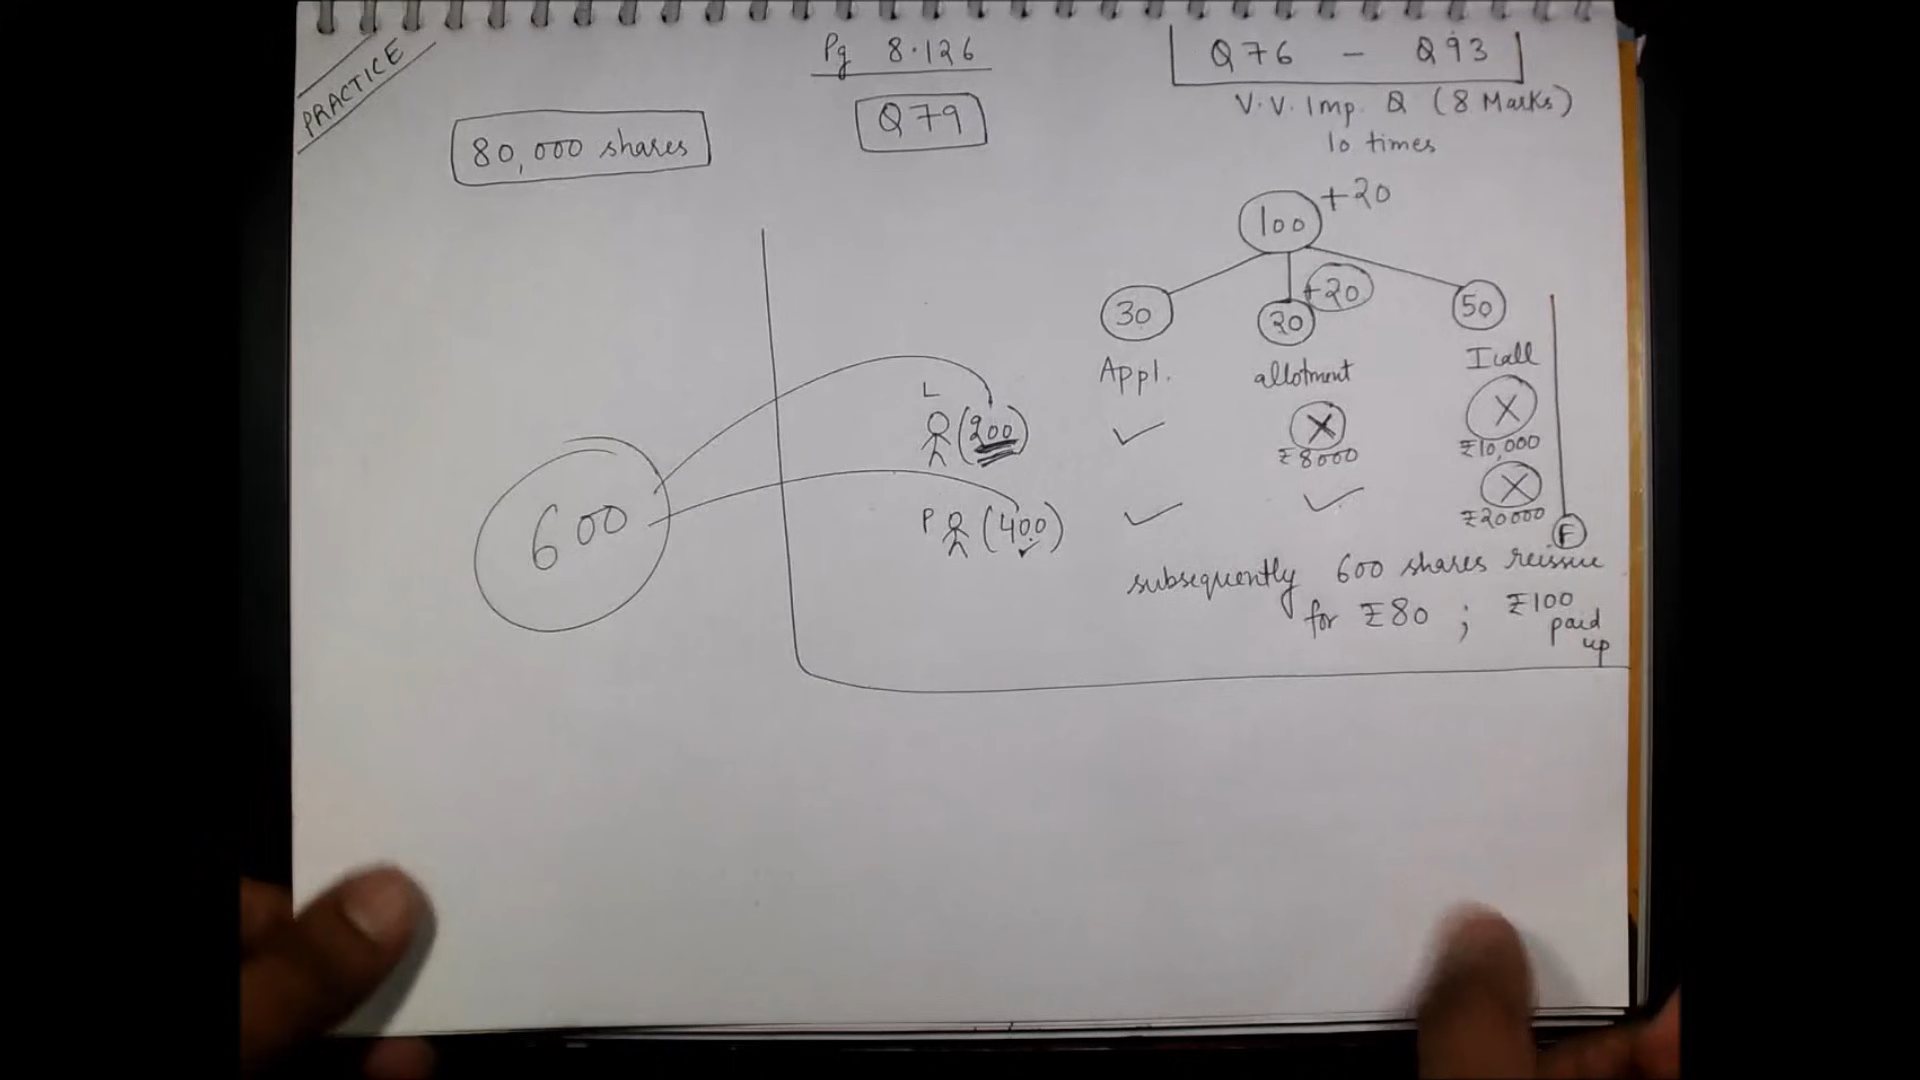 PRACTICE
Pg 8.126
Q76 - Q93
Q79
V.V. Imp. Q (8 Marks)
10 times
80,000 shares
100 +20
30
20 +20
50
Appl.
allotment
I call
L
(200)
₹8000
₹10,000
600
P
(400)
₹20000
F
subsequently 600 shares reissue
for ₹80 ; ₹100
paid
up